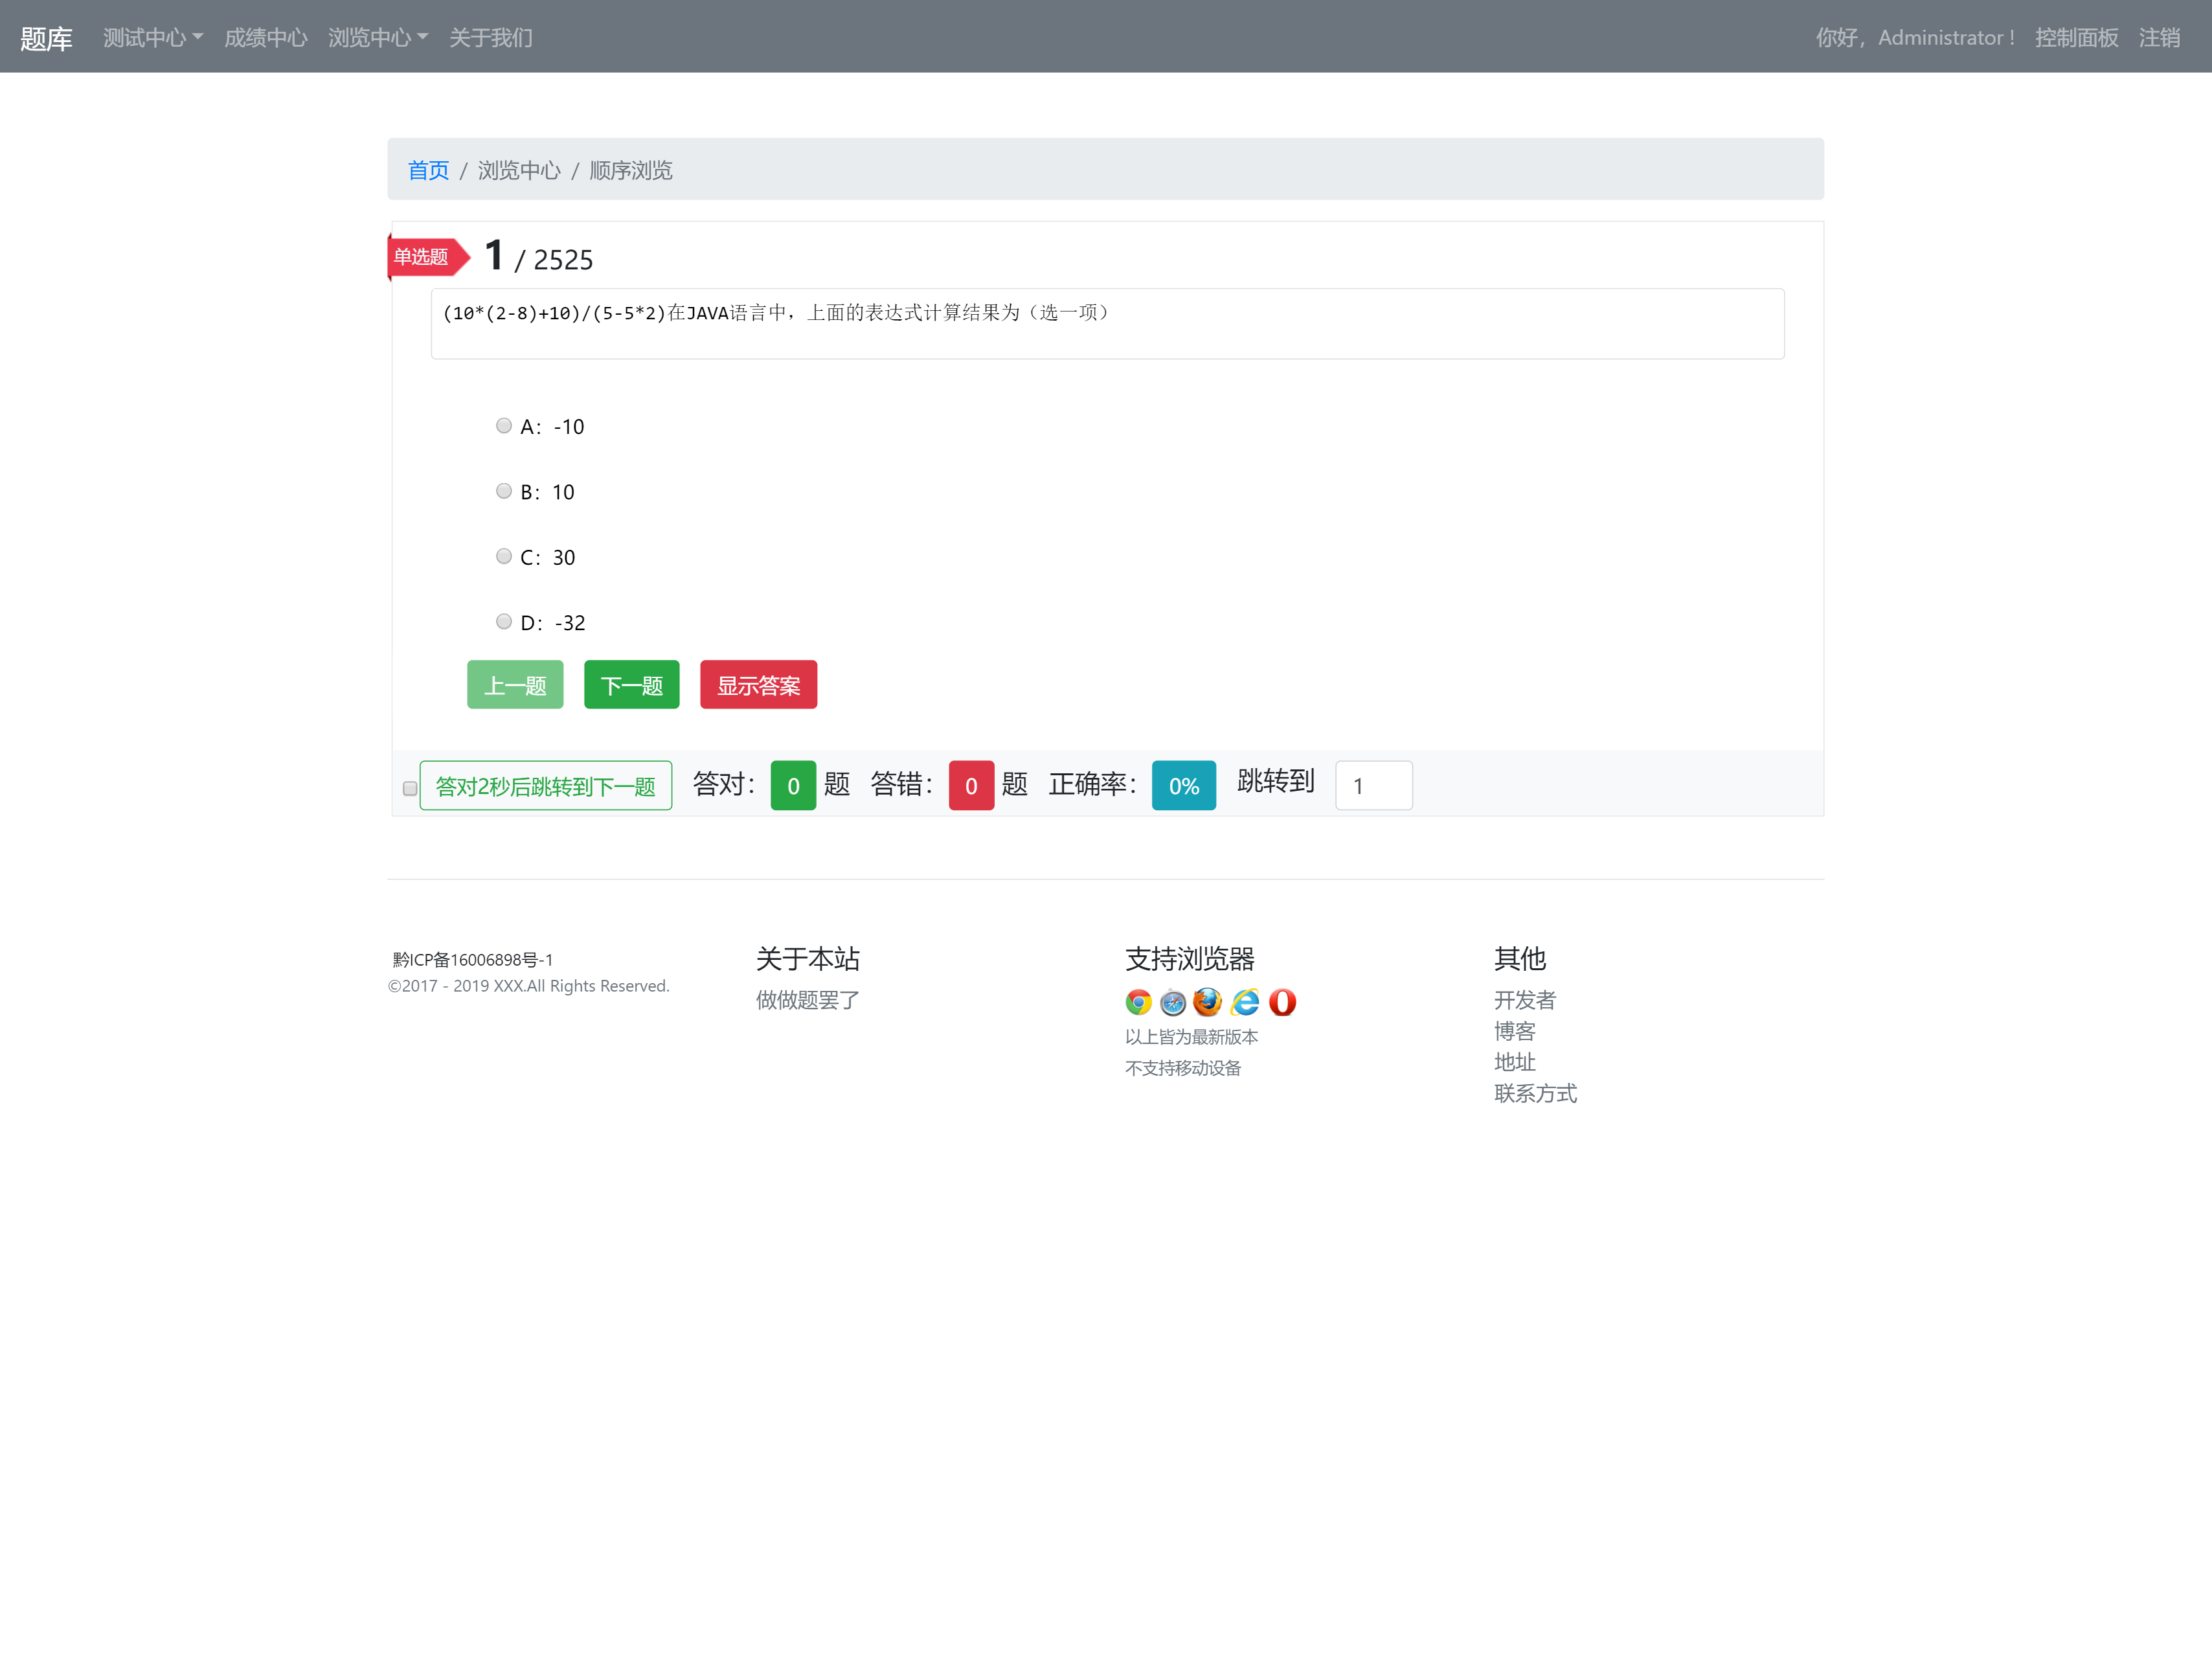 题库 测试中心 成绩中心 浏览中心 关于我们 你好，Administrator！ 控制面板 注销
首页 / 浏览中心 / 顺序浏览
单选题 1 / 2525
(10*(2-8)+10)/(5-5*2)在JAVA语言中，上面的表达式计算结果为（选一项）
A：-10
B：10
C：30
D：-32
上一题 下一题 显示答案
答对2秒后跳转到下一题 答对： 0 题 答错： 0 题 正确率： 0% 跳转到 1
黔ICP备16006898号-1
©2017 - 2019 XXX.All Rights Reserved.
关于本站
做做题罢了
支持浏览器
以上皆为最新版本
不支持移动设备
其他
开发者
博客
地址
联系方式